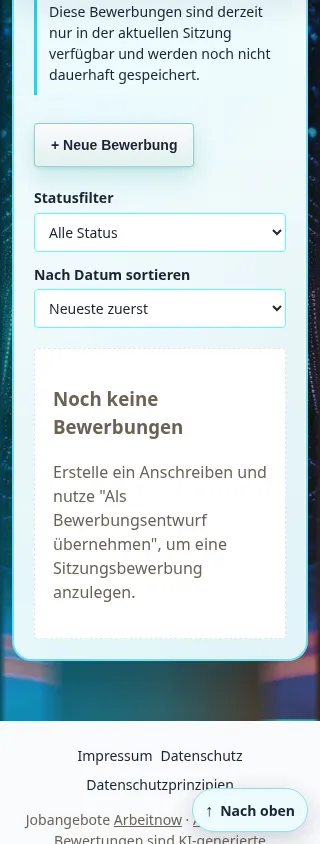 Diese Bewerbungen sind derzeit
nur in der aktuellen Sitzung
verfügbar und werden noch nicht
dauerhaft gespeichert.
+ Neue Bewerbung
Statusfilter
Alle Status
Nach Datum sortieren
Neueste zuerst
Noch keine
Bewerbungen
Erstelle ein Anschreiben und
nutze "Als
Bewerbungsentwurf
übernehmen", um eine
Sitzungsbewerbung
anzulegen.
Impressum Datenschutz
Datenschutzprinzipien
↑ Nach oben
Jobangebote Arbeitnow ·
Bewertungen sind KI-generierte